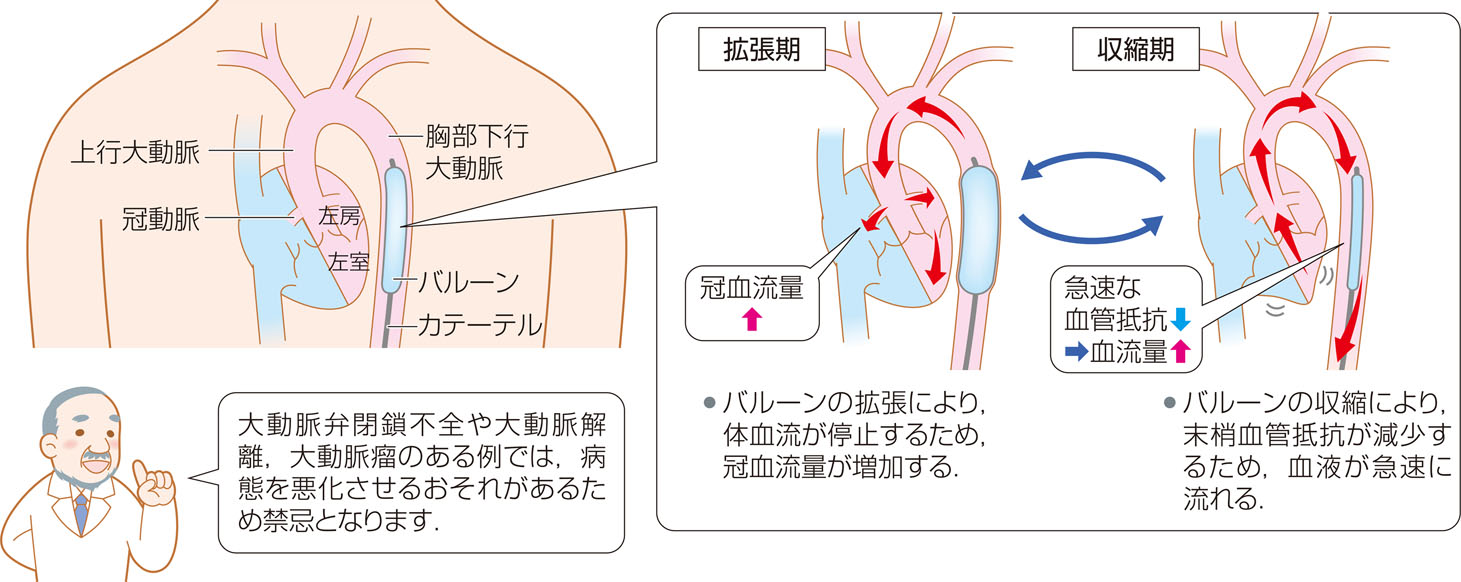 上行大動脈
冠動脈
左房
左室
胸部下行
大動脈
バルーン
カテーテル
大動脈弁閉鎖不全や大動脈解
離，大動脈瘤のある例では，病
態を悪化させるおそれがあるた
め禁忌となります．
拡張期
冠血流量
⬆
● バルーンの拡張により，
体血流が停止するため，
冠血流量が増加する．
収縮期
急速な
血管抵抗⬇
➡血流量⬆
● バルーンの収縮により，
末梢血管抵抗が減少す
るため，血液が急速に
流れる．